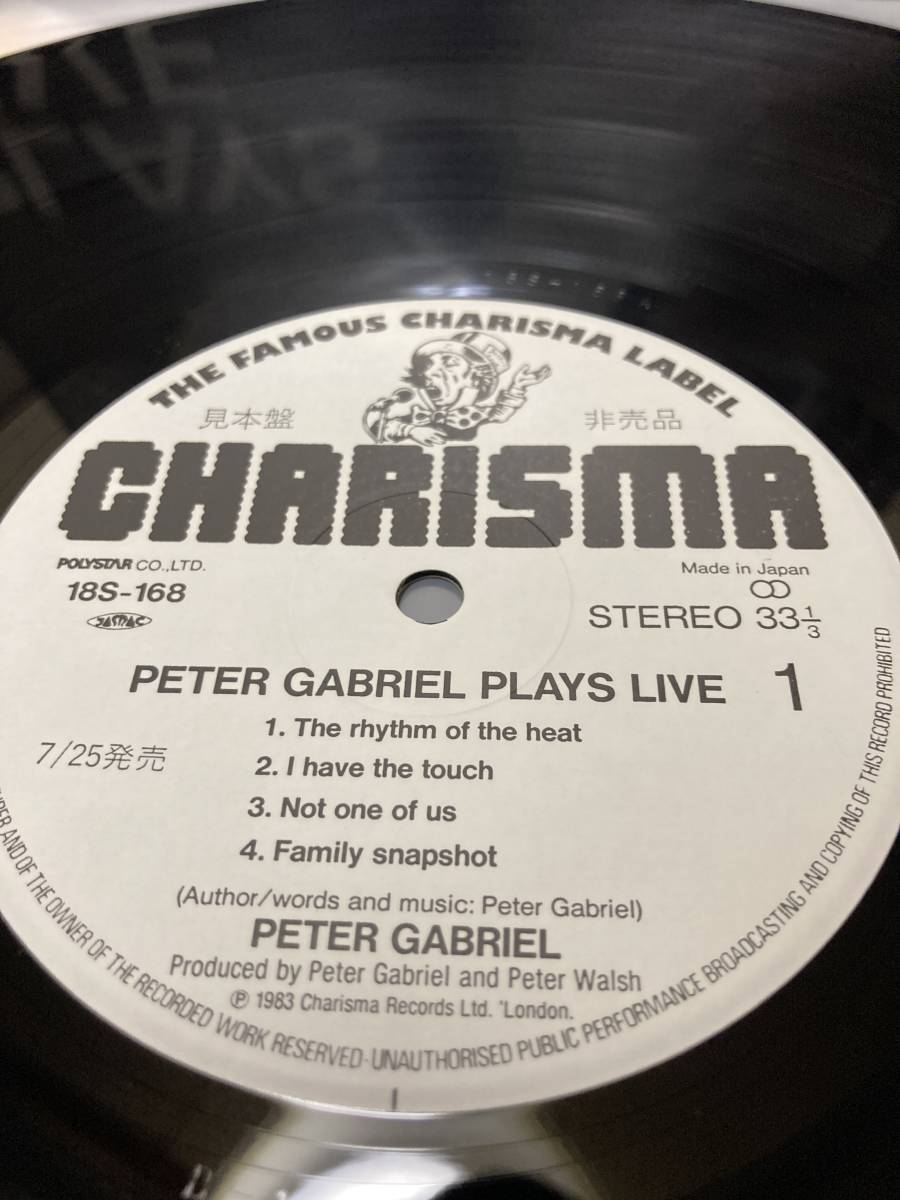 THE FAMOUS CHARISMA LABEL
見本盤 非売品
CHARISMA
POLYSTAR CO.,LTD.
Made in Japan
18S-168
JASRAC
STEREO 33 1/3
PETER GABRIEL PLAYS LIVE 1
1. The rhythm of the heat
2. I have the touch
3. Not one of us
4. Family snapshot
7/25発売
(Author/words and music: Peter Gabriel)
PETER GABRIEL
Produced by Peter Gabriel and Peter Walsh
℗ 1983 Charisma Records Ltd. 'London.
AND OF THE OWNER OF THE RECORDED WORK RESERVED·UNAUTHORISED PUBLIC PERFORMANCE BROADCASTING AND COPYING OF THIS RECORD PROHIBITED